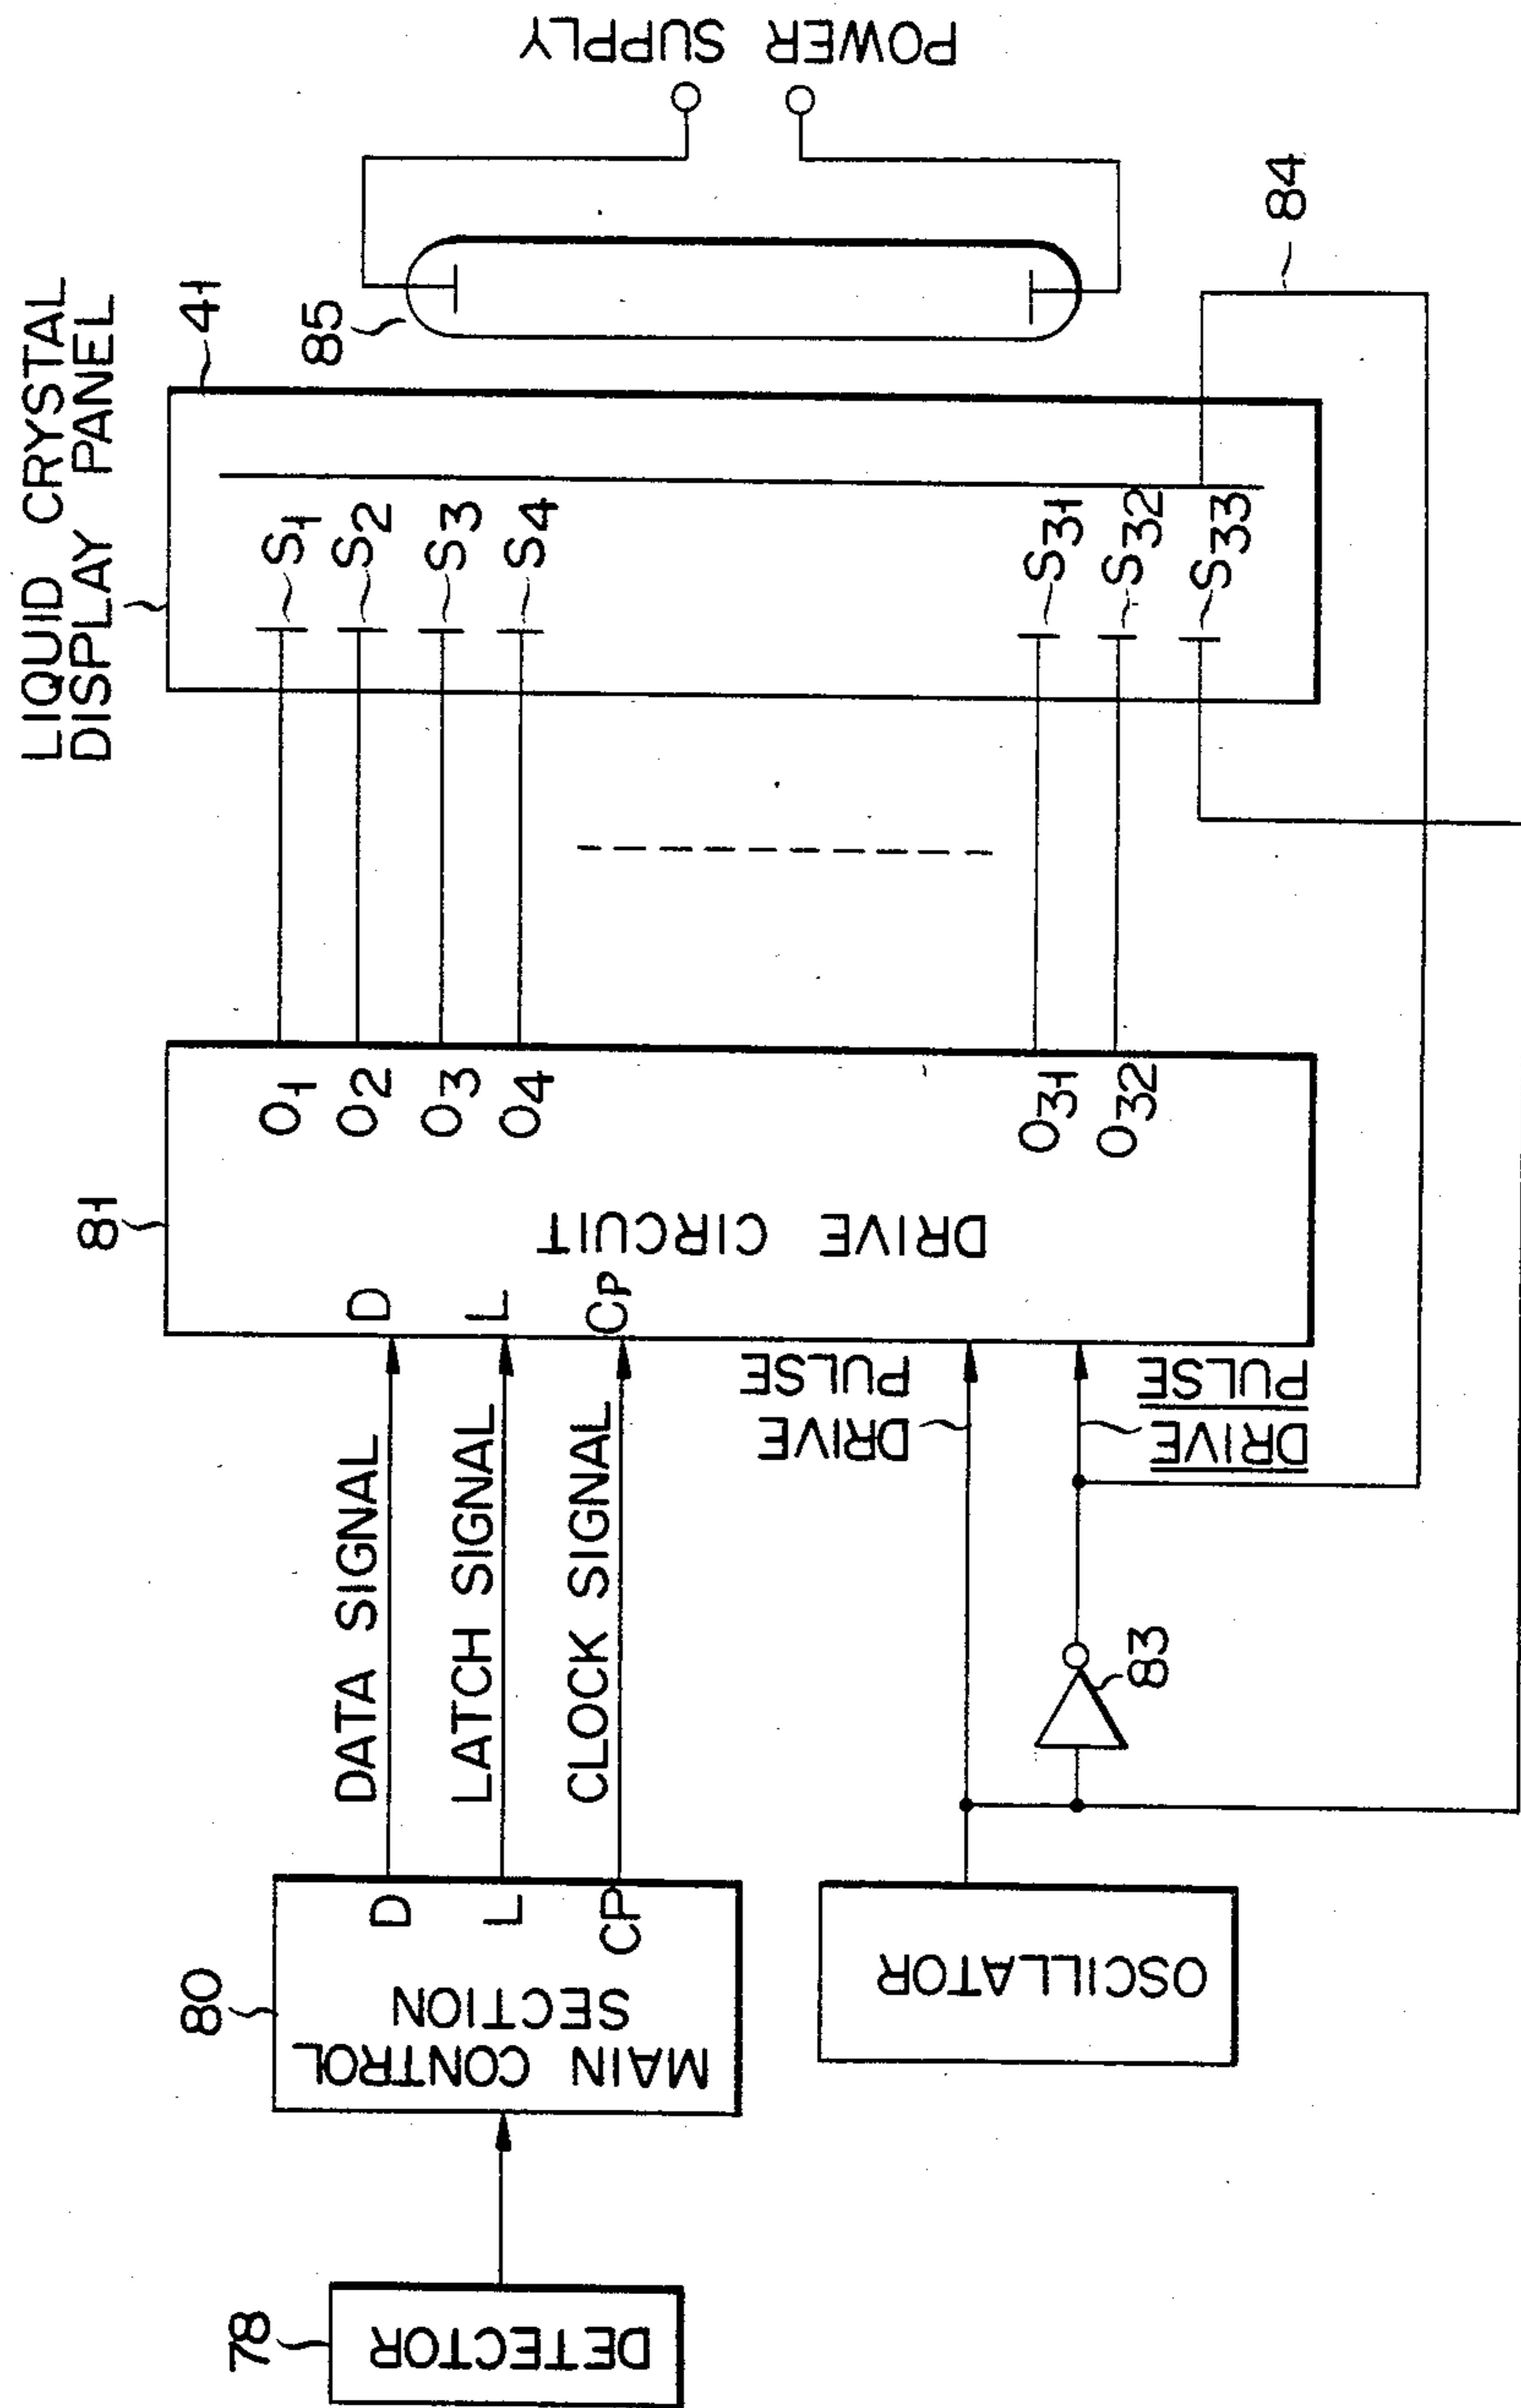 LIQUID CRYSTAL
DISPLAY PANEL
41
85
POWER SUPPLY
84
S1
S2
S3
S4
S31
S32
S33
81
O1
O2
O3
O4
O31
O32
DRIVE CIRCUIT
D
L
CP
DATA SIGNAL
LATCH SIGNAL
CLOCK SIGNAL
DRIVE
PULSE
DRIVE
PULSE
83
80
D
L
CP
MAIN CONTROL
SECTION
OSCILLATOR
78
DETECTOR